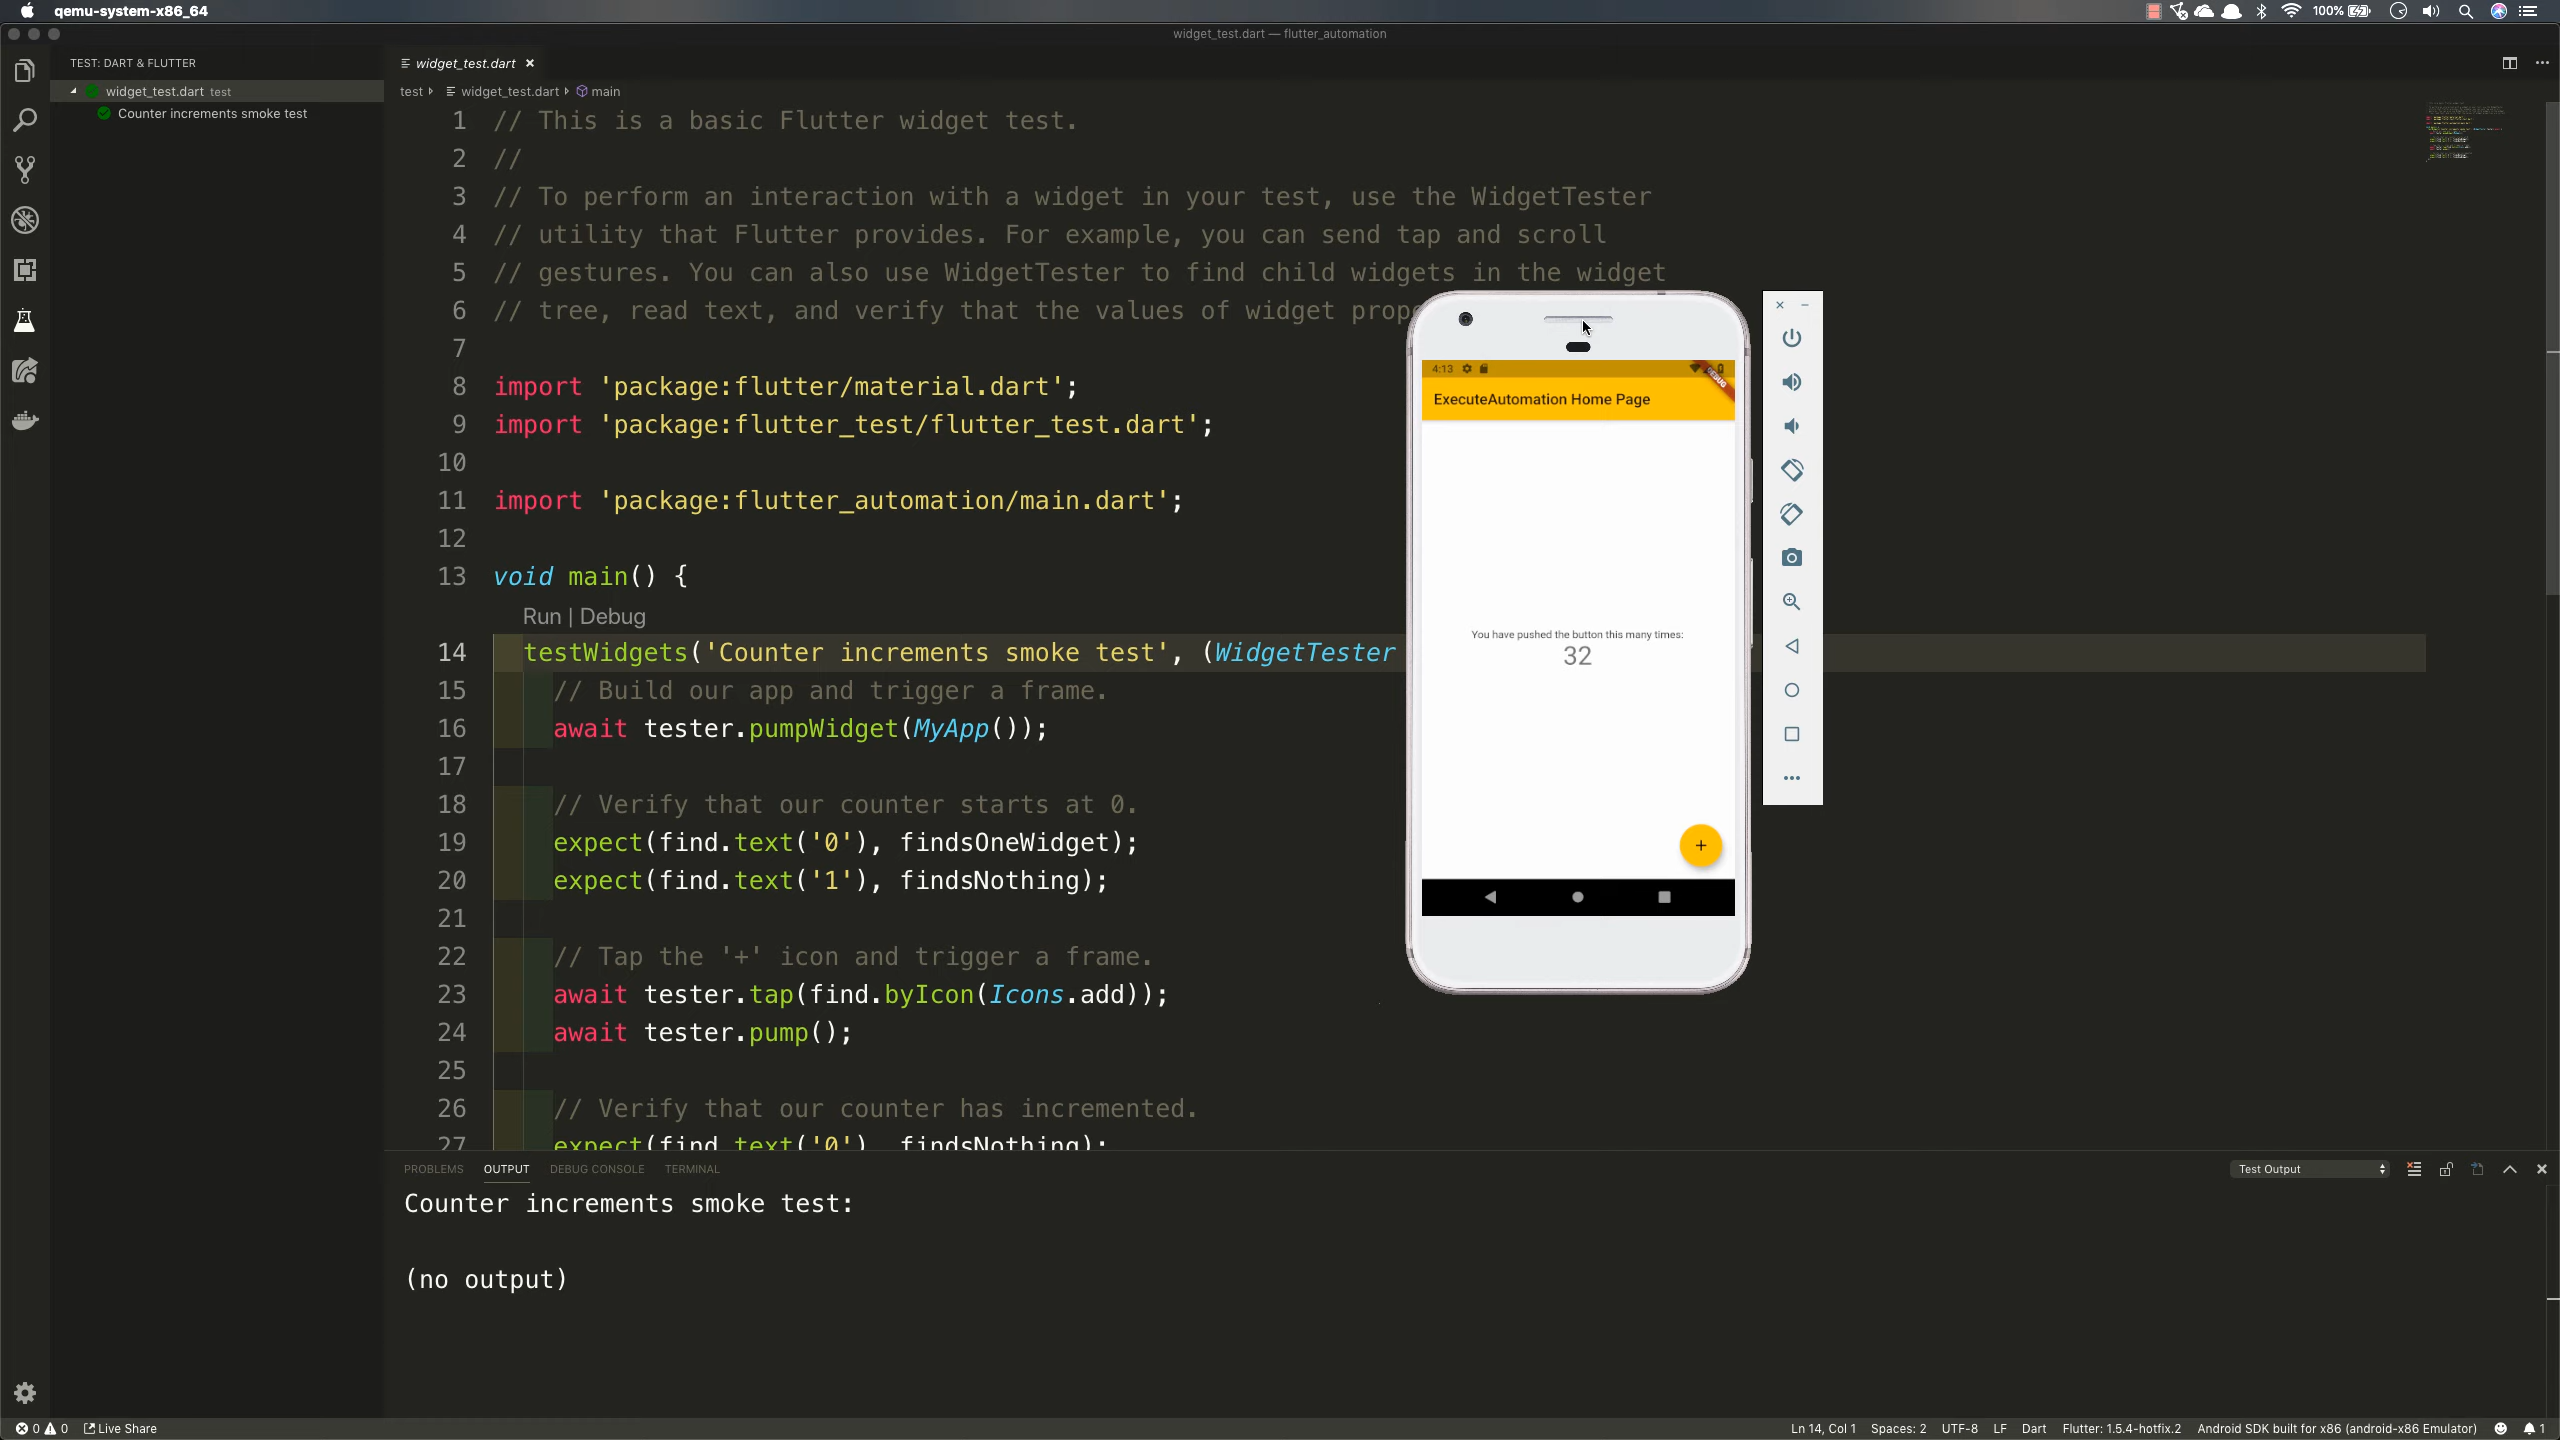 qemu-system-x86_64
100%
widget_test.dart — flutter_automation
TEST: DART & FLUTTER
widget_test.dart test
Counter increments smoke test
widget_test.dart
test widget_test.dart main
1 // This is a basic Flutter widget test.
2 //
3 // To perform an interaction with a widget in your test, use the WidgetTester
4 // utility that Flutter provides. For example, you can send tap and scroll
5 // gestures. You can also use WidgetTester to find child widgets in the widget
6 // tree, read text, and verify that the values of widget prop
7
8 import 'package:flutter/material.dart';
9 import 'package:flutter_test/flutter_test.dart';
10
11 import 'package:flutter_automation/main.dart';
12
13 void main() {
Run | Debug
14 testWidgets('Counter increments smoke test', (WidgetTester
15 // Build our app and trigger a frame.
16 await tester.pumpWidget(MyApp());
17
18 // Verify that our counter starts at 0.
19 expect(find.text('0'), findsOneWidget);
20 expect(find.text('1'), findsNothing);
21
22 // Tap the '+' icon and trigger a frame.
23 await tester.tap(find.byIcon(Icons.add));
24 await tester.pump();
25
26 // Verify that our counter has incremented.
27 expect(find.text('0'), findsNothing);
4:13
DEBUG
ExecuteAutomation Home Page
You have pushed the button this many times:
32
+
PROBLEMS OUTPUT DEBUG CONSOLE TERMINAL
Test Output
Counter increments smoke test:
(no output)
0 0 Live Share
Ln 14, Col 1 Spaces: 2 UTF-8 LF Dart Flutter: 1.5.4-hotfix.2 Android SDK built for x86 (android-x86 Emulator) 1